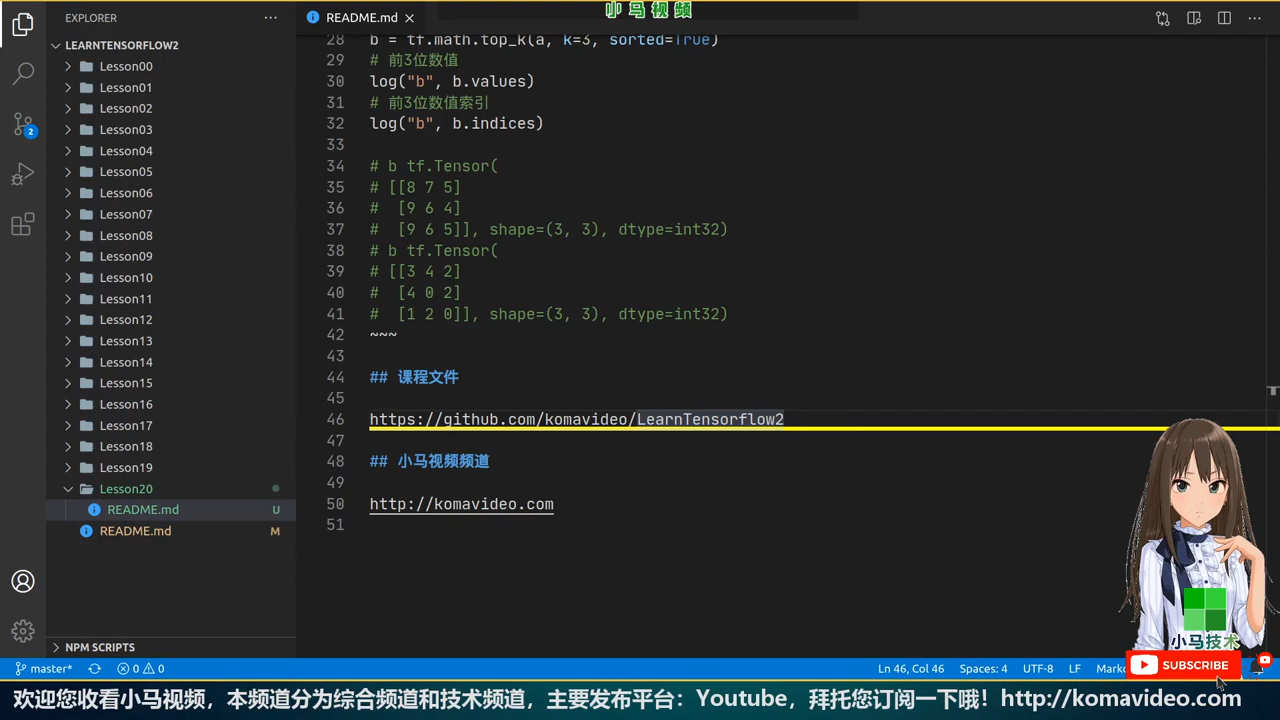 小马视频
EXPLORER
README.md
LEARNTENSORFLOW2
Lesson00
Lesson01
Lesson02
Lesson03
Lesson04
Lesson05
Lesson06
Lesson07
Lesson08
Lesson09
Lesson10
Lesson11
Lesson12
Lesson13
Lesson14
Lesson15
Lesson16
Lesson17
Lesson18
Lesson19
Lesson20
README.md U
README.md M
NPM SCRIPTS
28 b = tf.math.top_k(a, k=3, sorted=True)
29 # 前3位数值
30 log("b", b.values)
31 # 前3位数值索引
32 log("b", b.indices)
33
34 # b tf.Tensor(
35 # [[8 7 5]
36 #  [9 6 4]
37 #  [9 6 5]], shape=(3, 3), dtype=int32)
38 # b tf.Tensor(
39 # [[3 4 2]
40 #  [4 0 2]
41 #  [1 2 0]], shape=(3, 3), dtype=int32)
42 ~~~
43
44 ## 课程文件
45
46 https://github.com/komavideo/LearnTensorflow2
47
48 ## 小马视频频道
49
50 http://komavideo.com
51
2
小马技术
SUBSCRIBE
master* 0 0 Ln 46, Col 46 Spaces: 4 UTF-8 LF Marko
欢迎您收看小马视频，本频道分为综合频道和技术频道，主要发布平台：Youtube，拜托您订阅一下哦！http://komavideo.com